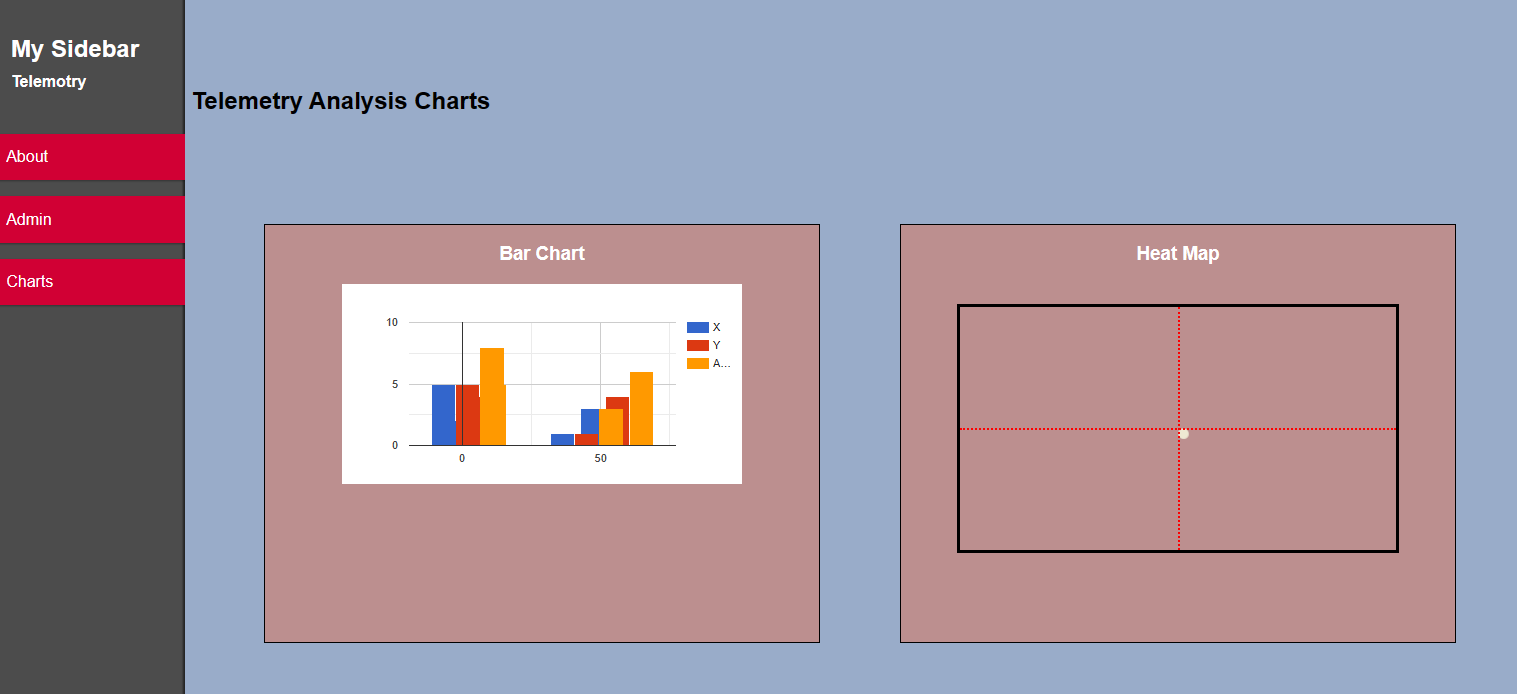 My Sidebar
Telemotry
About
Admin
Charts
Telemetry Analysis Charts
Bar Chart
10
5
0
0
50
X
Y
A...
Heat Map